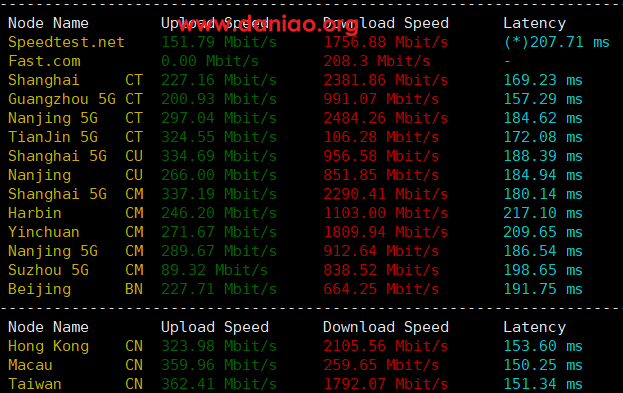 Node Name Upload Speed Download Speed Latency
www.daniao.org
Speedtest.net 151.79 Mbit/s 1756.88 Mbit/s (*)207.71 ms
Fast.com 0.00 Mbit/s 208.3 Mbit/s -
Shanghai CT 227.16 Mbit/s 2381.86 Mbit/s 169.23 ms
Guangzhou 5G CT 200.93 Mbit/s 991.07 Mbit/s 157.29 ms
Nanjing 5G CT 297.04 Mbit/s 2484.26 Mbit/s 184.62 ms
TianJin 5G CT 324.55 Mbit/s 106.28 Mbit/s 172.08 ms
Shanghai 5G CU 334.69 Mbit/s 956.58 Mbit/s 188.39 ms
Nanjing CU 266.00 Mbit/s 851.85 Mbit/s 184.94 ms
Shanghai 5G CM 337.19 Mbit/s 2290.41 Mbit/s 180.14 ms
Harbin CM 246.20 Mbit/s 1103.00 Mbit/s 217.10 ms
Yinchuan CM 271.67 Mbit/s 1809.94 Mbit/s 209.65 ms
Nanjing 5G CM 289.67 Mbit/s 912.64 Mbit/s 186.54 ms
Suzhou 5G CM 89.32 Mbit/s 838.52 Mbit/s 198.65 ms
Beijing BN 227.71 Mbit/s 664.25 Mbit/s 191.75 ms
Node Name Upload Speed Download Speed Latency
Hong Kong CN 323.98 Mbit/s 2105.56 Mbit/s 153.60 ms
Macau CN 359.96 Mbit/s 259.65 Mbit/s 150.25 ms
Taiwan CN 362.41 Mbit/s 1792.07 Mbit/s 151.34 ms